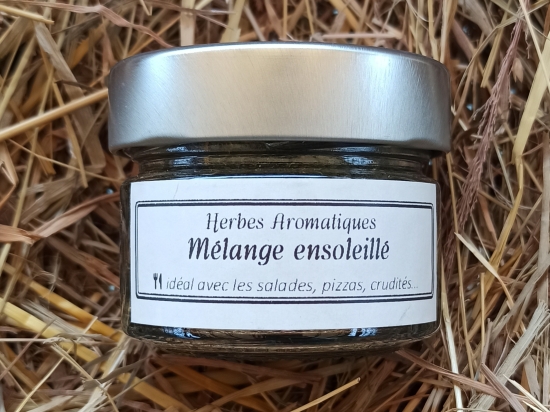 Herbes Aromatiques
Mélange ensoleillé
idéal avec les salades, pizzas, crudités...